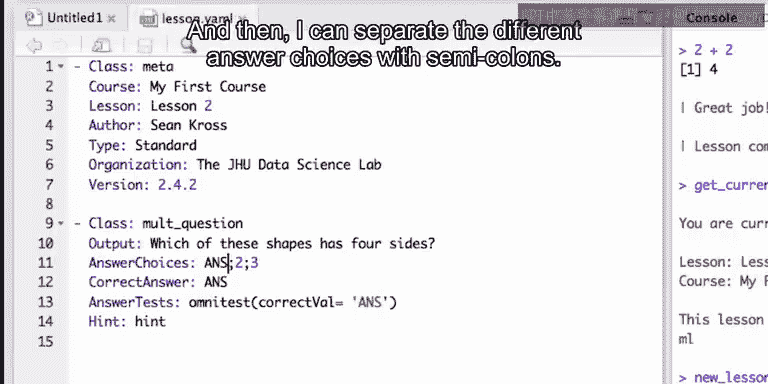 Untitled1
lesson.yaml
Console
And then, I can separate the different
answer choices with semi-colons.
1 - Class: meta
2 Course: My First Course
3 Lesson: Lesson 2
4 Author: Sean Kross
5 Type: Standard
6 Organization: The JHU Data Science Lab
7 Version: 2.4.2
8
9 - Class: mult_question
10 Output: Which of these shapes has four sides?
11 AnswerChoices: ANS;2;3
12 CorrectAnswer: ANS
13 AnswerTests: omnitest(correctVal= 'ANS')
14 Hint: hint
15
> 2 + 2
[1] 4
| Great job!
| Lesson com
> get_curren
You are curr
Lesson: Less
Course: My F
This lesson
ml
> new_lesson